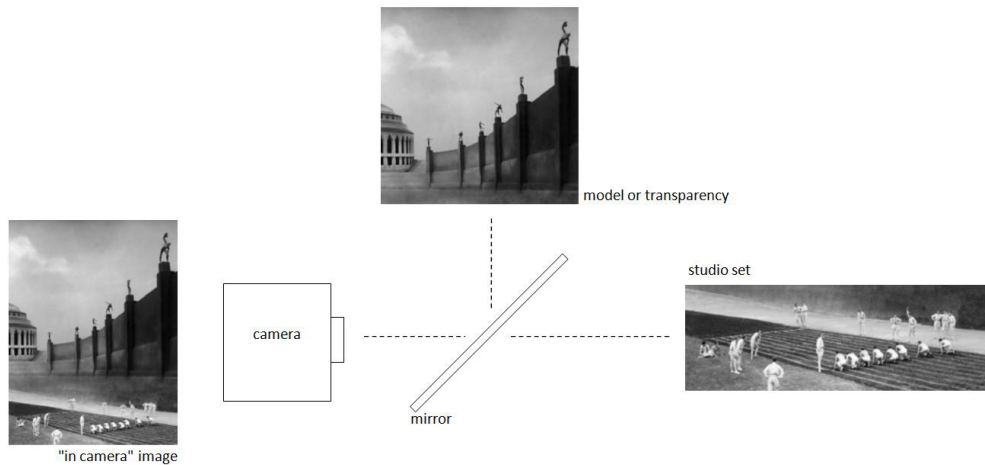 model or transparency
studio set
camera
mirror
"in camera" image